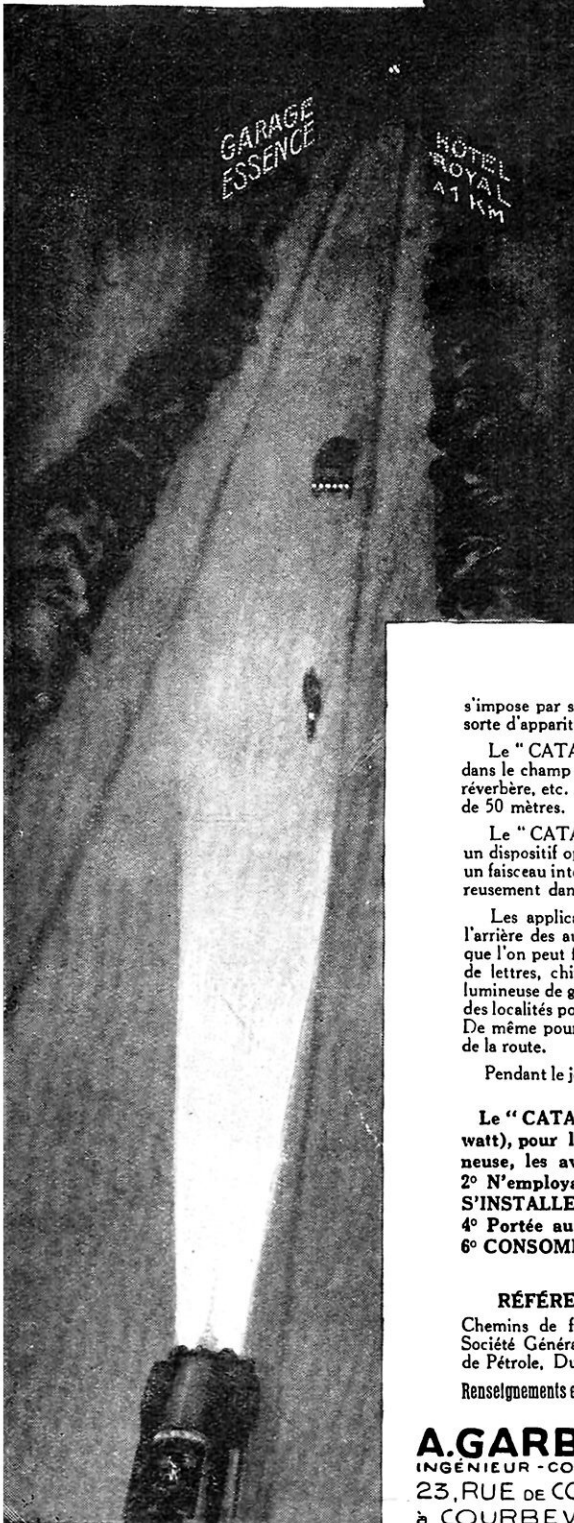 GARAGE
ESSENCE
HÔTEL
ROYAL
A 1 Km
s'impose par s
sorte d'apparit
Le " CATA
dans le champ
réverbère, etc.
de 50 mètres.
Le " CATA
un dispositif op
un faisceau inte
reusement dan
Les applica
l'arrière des au
que l'on peut f
de lettres, chi
lumineuse de g
des localités po
De même pour
de la route.
Pendant le j
Le " CATA
watt), pour l
neuse, les av
2° N'employa
S'INSTALLE
4° Portée au
6° CONSOMM
RÉFÉRE
Chemins de f
Société Généra
de Pétrole, Du
Renseignements e
A.GARB
INGÉNIEUR-CO
23, RUE DE CO
à COURBEV